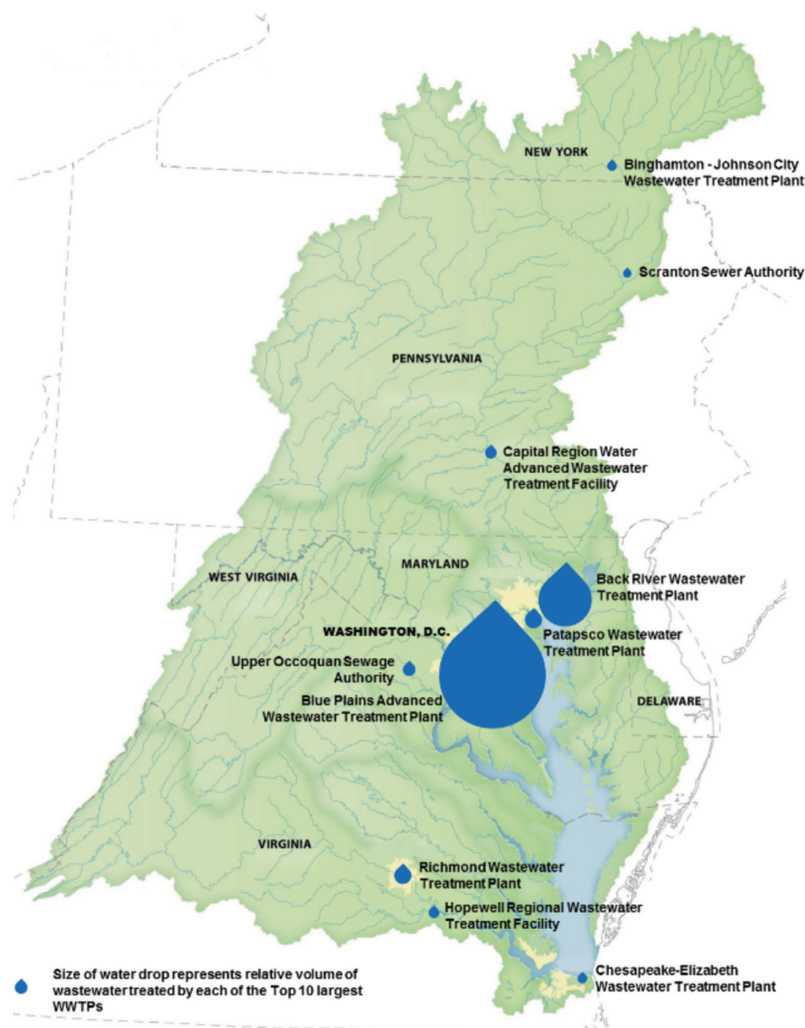 NEW YORK
Binghamton - Johnson City
Wastewater Treatment Plant
Scranton Sewer Authority
PENNSYLVANIA
Capital Region Water
Advanced Wastewater
Treatment Facility
MARYLAND
WEST VIRGINIA
Back River Wastewater
Treatment Plant
WASHINGTON, D.C.
Patapsco Wastewater
Treatment Plant
Upper Occoquan Sewage
Authority
Blue Plains Advanced
Wastewater Treatment Plant
DELAWARE
VIRGINIA
Richmond Wastewater
Treatment Plant
Hopewell Regional Wastewater
Treatment Facility
Chesapeake-Elizabeth
Wastewater Treatment Plant
Size of water drop represents relative volume of
wastewater treated by each of the Top 10 largest
WWTPs